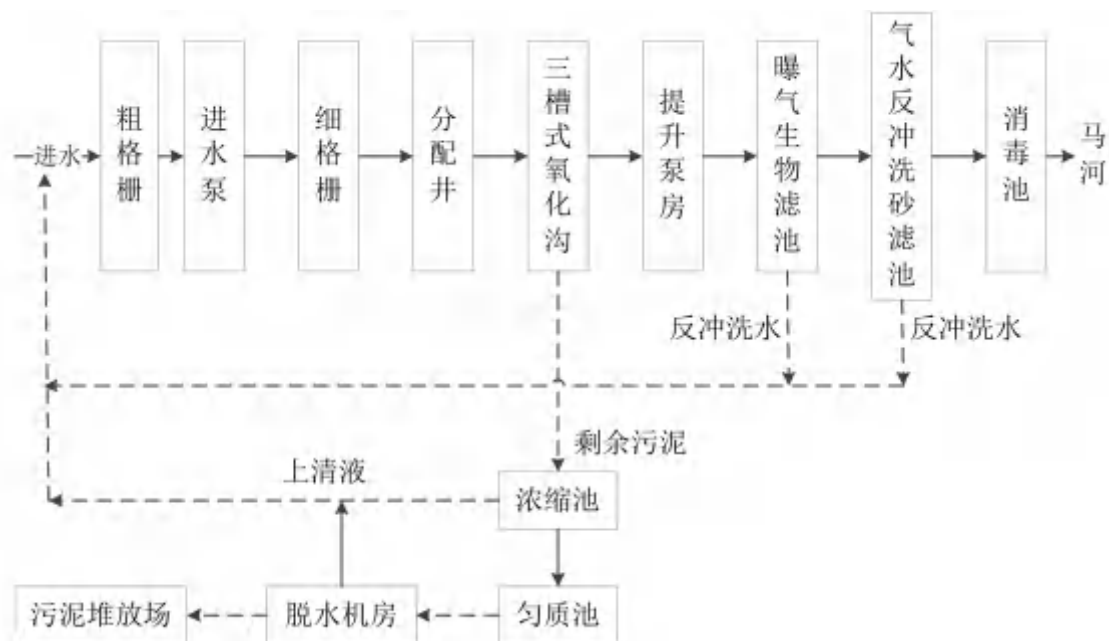 进水
粗格栅
进水泵
细格栅
分配井
三槽式氧化沟
提升泵房
曝气生物滤池
气水反冲洗砂滤池
消毒池
马河
反冲洗水
反冲洗水
剩余污泥
上清液
浓缩池
污泥堆放场
脱水机房
匀质池